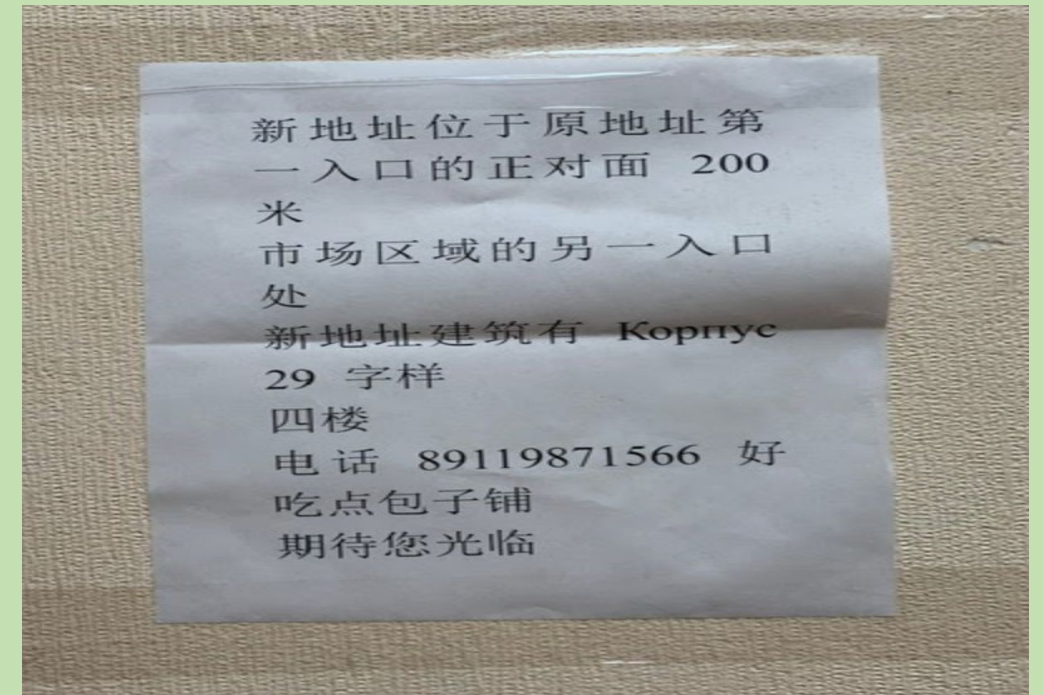 新地址位于原地址第
一入口的正对面 200
米
市场区域的另一入口
处
新地址建筑有 Корпус
29 字样
四楼
电话 89119871566 好
吃点包子铺
期待您光临